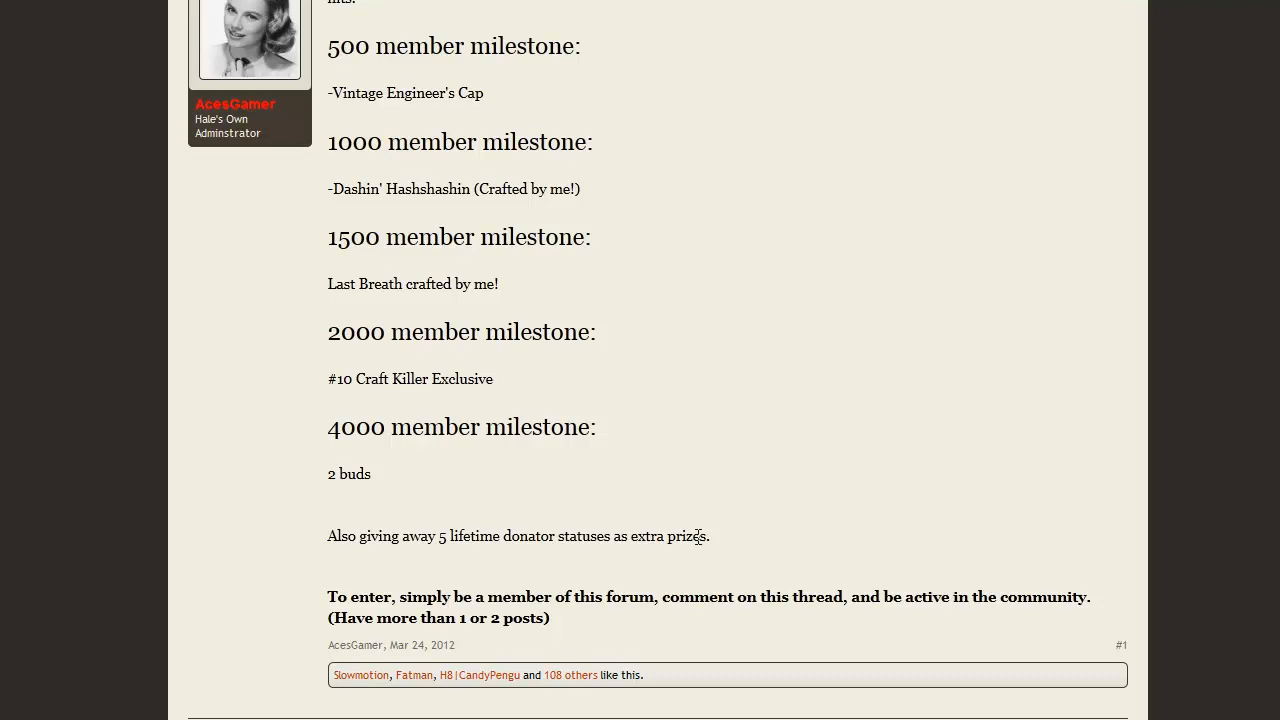 hits.
500 member milestone:
-Vintage Engineer's Cap
AcesGamer
Hale's Own
Adminstrator
1000 member milestone:
-Dashin' Hashshashin (Crafted by me!)
1500 member milestone:
Last Breath crafted by me!
2000 member milestone:
#10 Craft Killer Exclusive
4000 member milestone:
2 buds
Also giving away 5 lifetime donator statuses as extra prizes.
To enter, simply be a member of this forum, comment on this thread, and be active in the community.
(Have more than 1 or 2 posts)
AcesGamer, Mar 24, 2012 #1
Slowmotion, Fatman, H8|CandyPengu and 108 others like this.